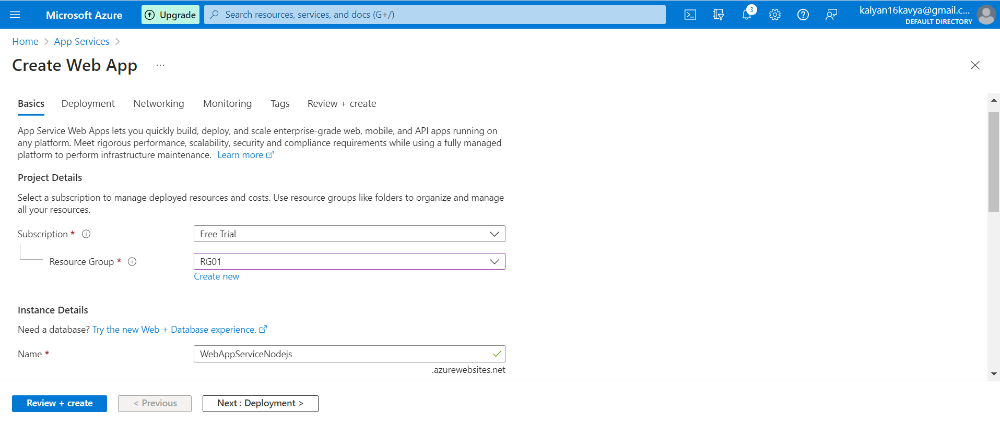 Microsoft Azure
Upgrade
Search resources, services, and docs (G+/)
3
kalyan16kavya@gmail.c...
DEFAULT DIRECTORY
Home > App Services >
Create Web App ...
Basics Deployment Networking Monitoring Tags Review + create
App Service Web Apps lets you quickly build, deploy, and scale enterprise-grade web, mobile, and API apps running on
any platform. Meet rigorous performance, scalability, security and compliance requirements while using a fully managed
platform to perform infrastructure maintenance. Learn more
Project Details
Select a subscription to manage deployed resources and costs. Use resource groups like folders to organize and manage
all your resources.
Subscription *
Free Trial
Resource Group *
RG01
Create new
Instance Details
Need a database? Try the new Web + Database experience.
Name *
WebAppServiceNodejs
.azurewebsites.net
Review + create
< Previous
Next : Deployment >